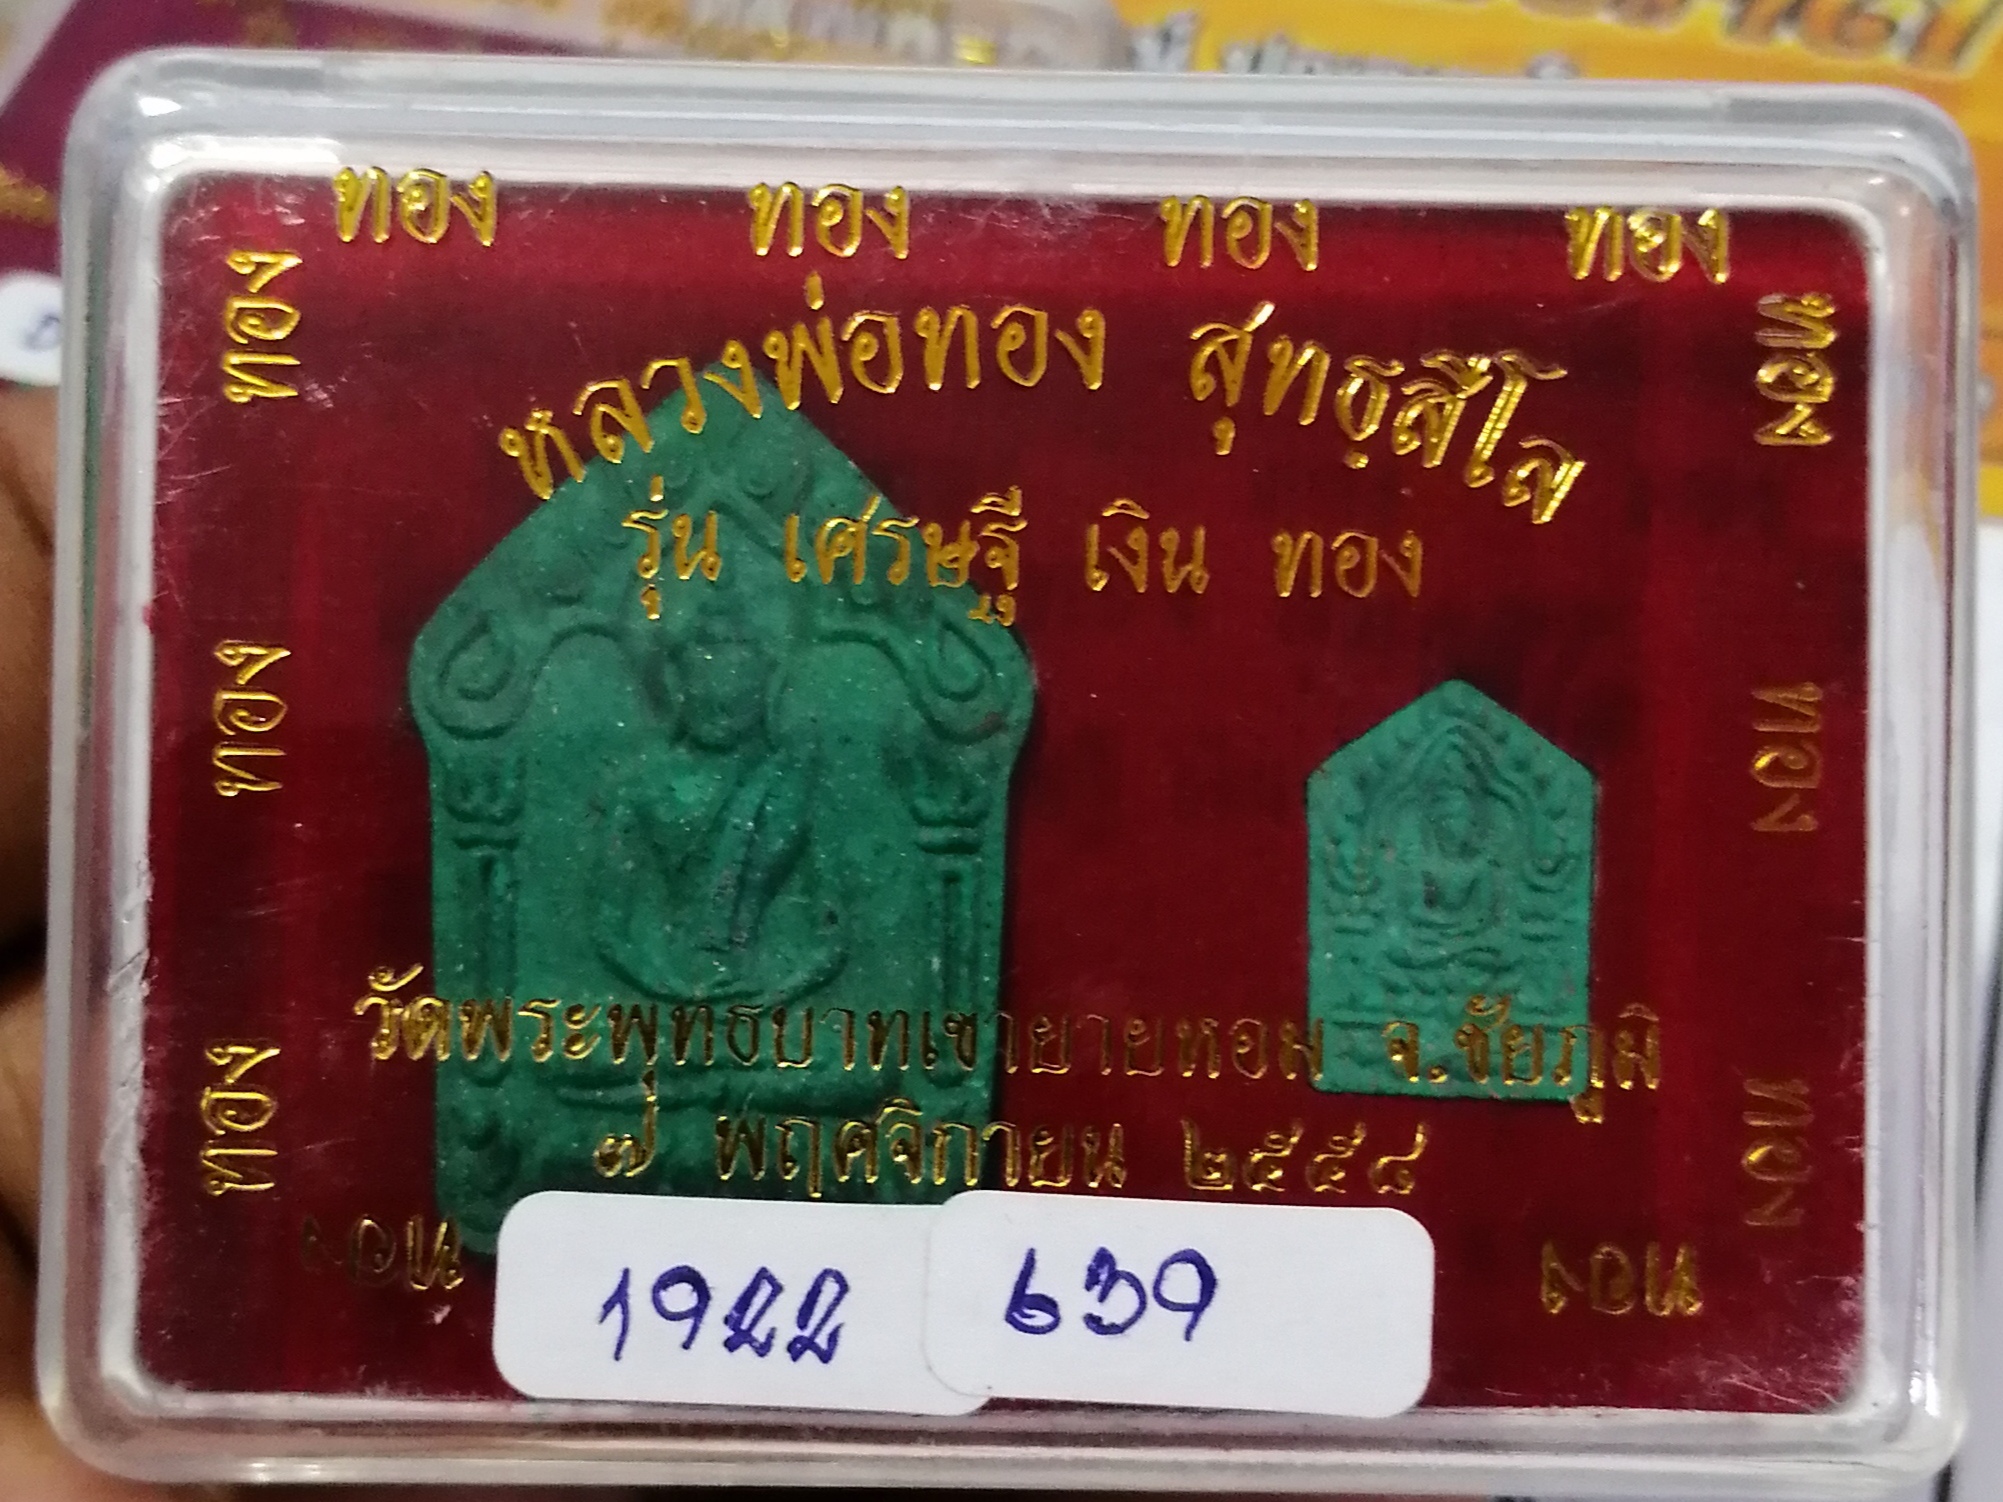 ทอง ทอง ทอง ทอง
หลวงพ่อทอง สุทธฺสีโล
รุ่น เศรษฐี เงิน ทอง
ทอง ทอง
ทอง ทอง
ทอง ทอง
วัดพระพุทธบาทเขายายหอม จ.ชัยภูมิ
๗ พฤศจิกายน ๒๕๕๘
ทอง ทอง
1922 639